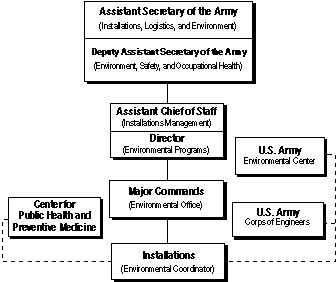 Assistant Secretary of the Army
(Installations, Logistics, and Environment)
Deputy Assistant Secretary of the Army
(Environment, Safety, and Occupational Health)
Assistant Chief of Staff
(Installations Management)
Director
(Environmental Programs)
U.S. Army
Environmental Center
Major Commands
(Environmental Office)
Center for
Public Health and
Preventive Medicine
U.S. Army
Corps of Engineers
Installations
(Environmental Coordinator)